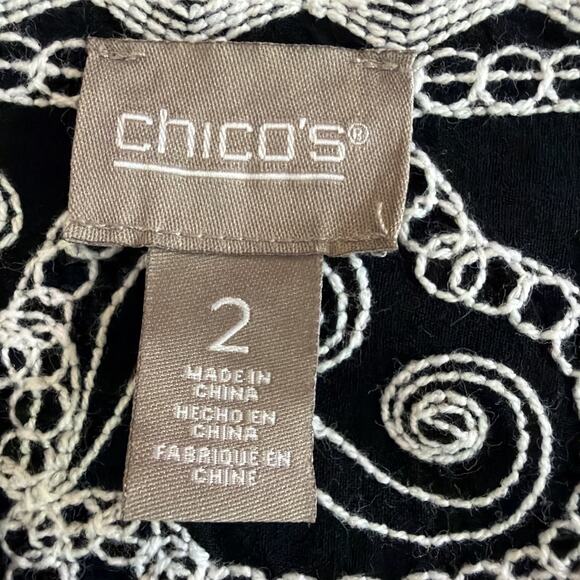 chico's®
2
MADE IN
CHINA
HECHO EN
CHINA
FABRIQUE EN
CHINE